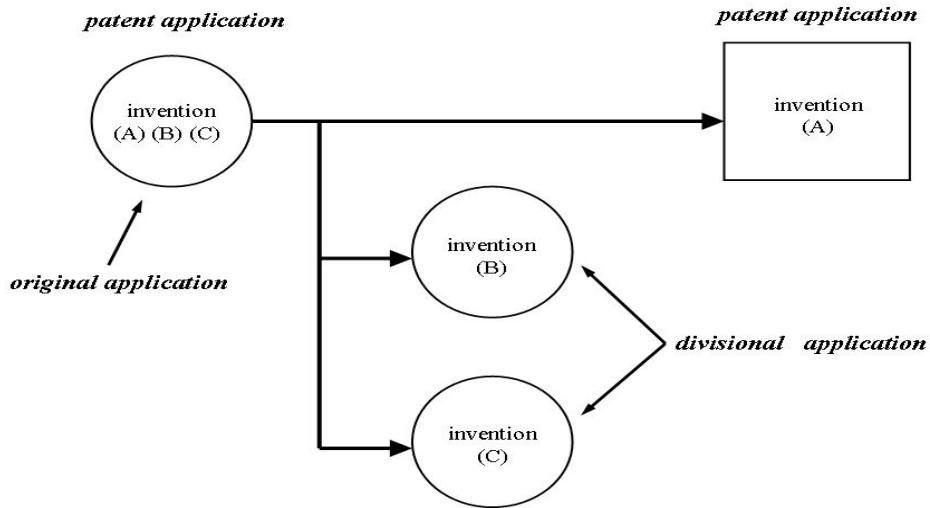 patent application
patent application
invention
(A) (B) (C)
invention
(A)
original application
invention
(B)
divisional application
invention
(C)